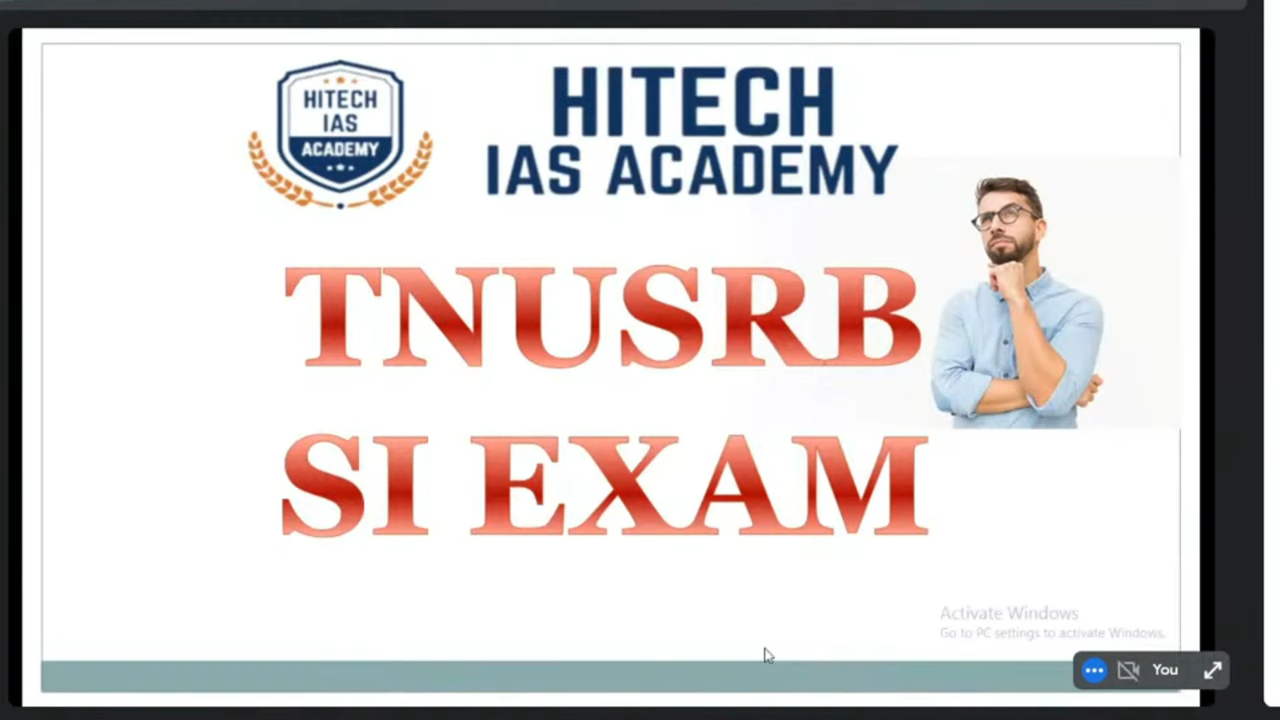 HITECH
IAS
ACADEMY
HITECH
IAS ACADEMY
TNUSRB
SI EXAM
Activate Windows
Go to PC settings to activate Windows.
You